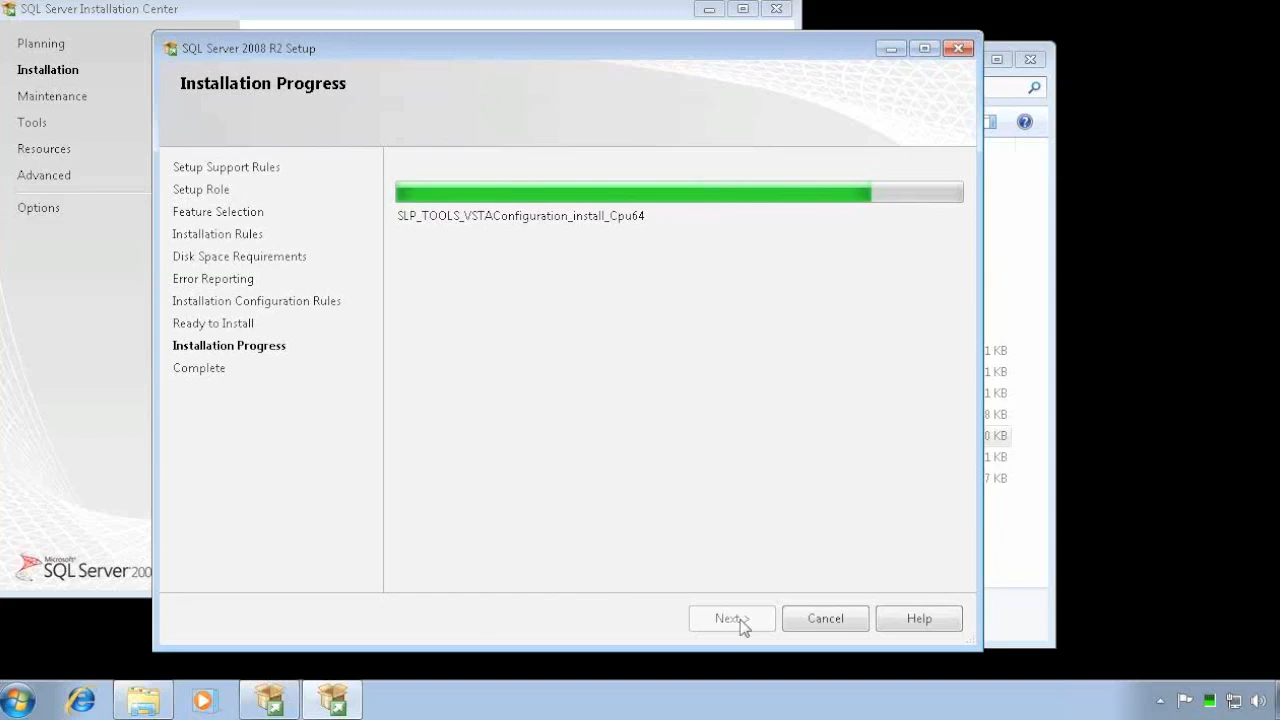 SQL Server Installation Center
Planning
Installation
Maintenance
Tools
Resources
Advanced
Options
Microsoft®
SQL Server 200
SQL Server 2008 R2 Setup
Installation Progress
Setup Support Rules
Setup Role
Feature Selection
Installation Rules
Disk Space Requirements
Error Reporting
Installation Configuration Rules
Ready to Install
Installation Progress
Complete
SLP_TOOLS_VSTAConfiguration_install_Cpu64
Next >
Cancel
Help
1 KB
1 KB
1 KB
8 KB
0 KB
1 KB
7 KB